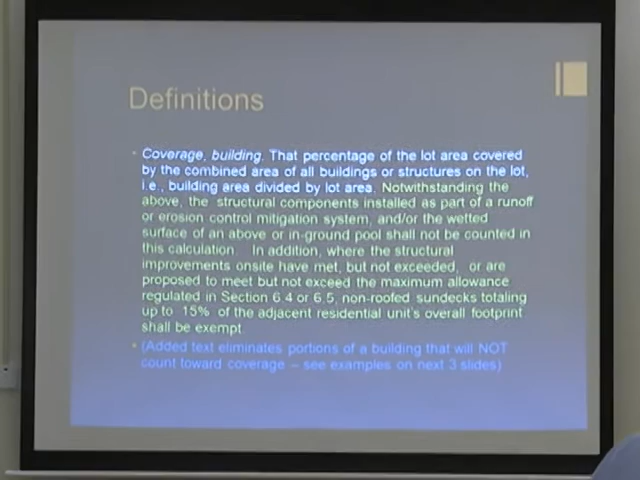 Definitions
Coverage, building. That percentage of the lot area covered
by the combined area of all buildings or structures on the lot,
i.e., building area divided by lot area. Notwithstanding the
above, the structural components installed as part of a runoff
or erosion control mitigation system, and/or the wetted
surface of an above or in-ground pool shall not be counted in
this calculation. In addition, where the structural
improvements onsite have met, but not exceeded, or are
proposed to meet but not exceed the maximum allowance
regulated in Section 6.4 or 6.5, non-roofed sundecks totaling
up to 15% of the adjacent residential unit's overall footprint
shall be exempt
(Added text eliminates portions of a building that will NOT
count toward coverage – see examples on next 3 slides)